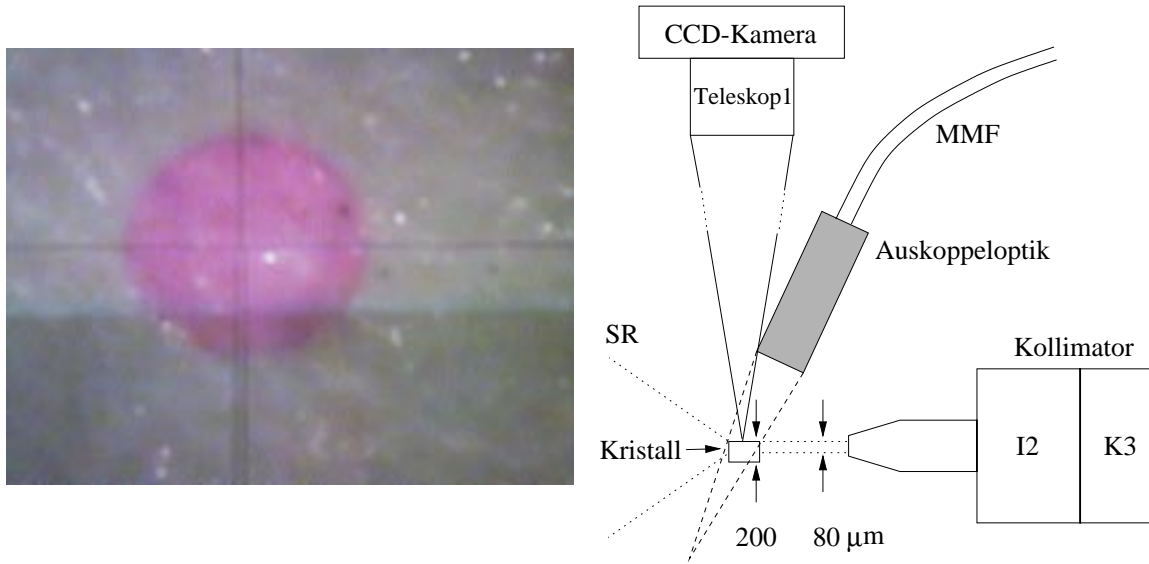 CCD-Kamera
Teleskop1
MMF
Auskoppeloptik
SR
Kollimator
Kristall
I2
K3
200
80 μm